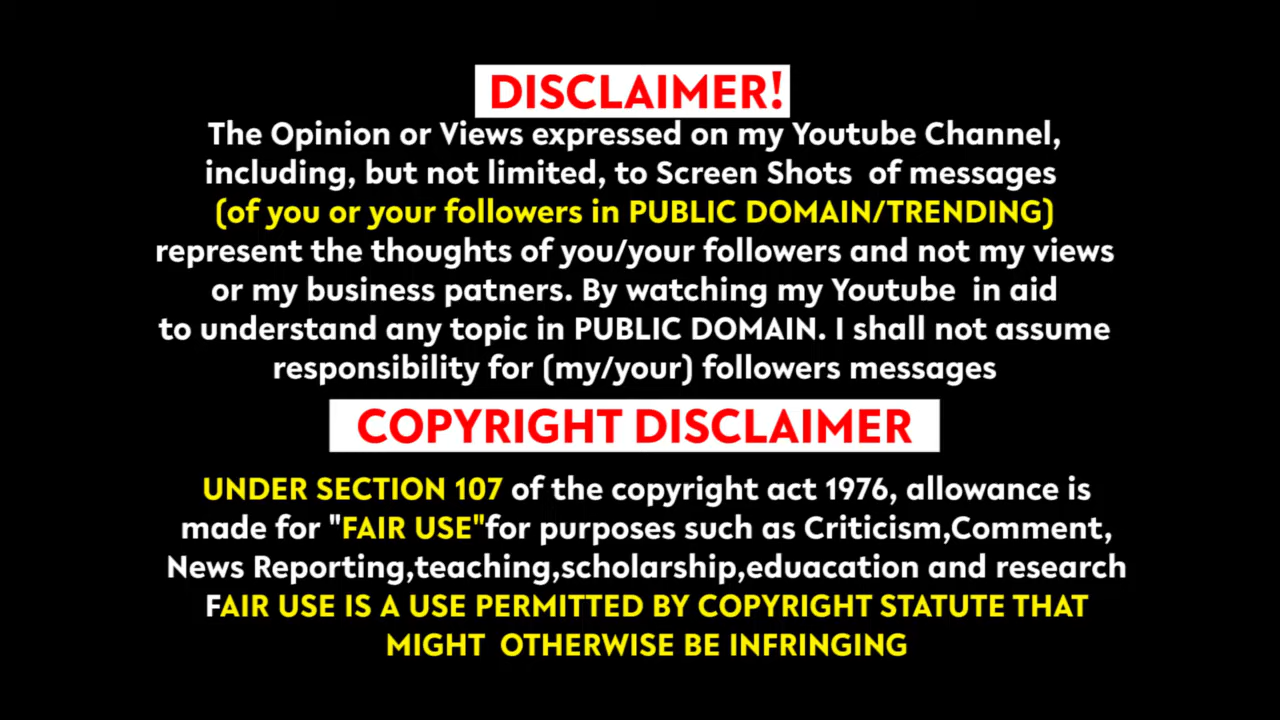 DISCLAIMER!
The Opinion or Views expressed on my Youtube Channel,
including, but not limited, to Screen Shots of messages
(of you or your followers in PUBLIC DOMAIN/TRENDING)
represent the thoughts of you/your followers and not my views
or my business patners. By watching my Youtube in aid
to understand any topic in PUBLIC DOMAIN. I shall not assume
responsibility for (my/your) followers messages
COPYRIGHT DISCLAIMER
UNDER SECTION 107 of the copyright act 1976, allowance is
made for "FAIR USE"for purposes such as Criticism,Comment,
News Reporting,teaching,scholarship,eduacation and research
FAIR USE IS A USE PERMITTED BY COPYRIGHT STATUTE THAT
MIGHT OTHERWISE BE INFRINGING